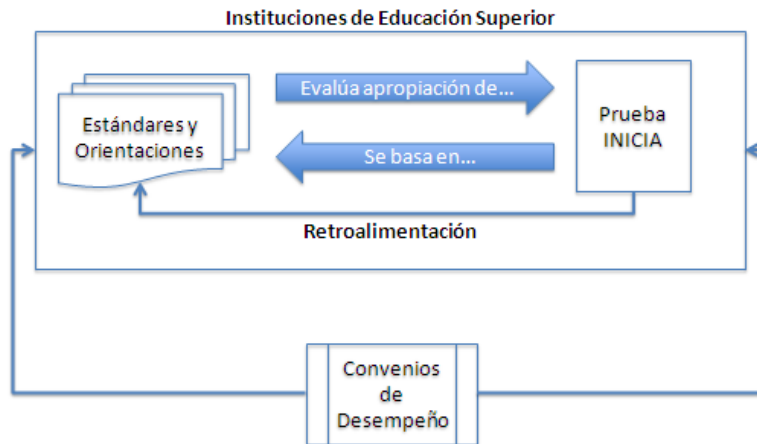 Instituciones de Educación Superior
Estándares y
Orientaciones
Evalúa apropiación de...
Se basa en...
Prueba
INICIA
Retroalimentación
Convenios
de
Desempeño